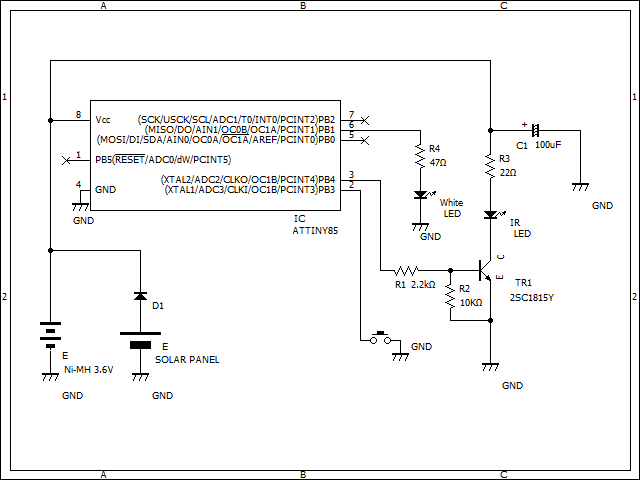 A B C
1 1
8 Vcc (SCK/USCK/SCL/ADC1/T0/INT0/PCINT2)PB2 7
(MISO/DO/AIN1/OC0B/OC1A/PCINT1)PB1 6
(MOSI/DI/SDA/AIN0/OC0A/OC1A/AREF/PCINT0)PB0 5
1 PB5(RESET/ADC0/dW/PCINT5)
(XTAL2/ADC2/CLKO/OC1B/PCINT4)PB4 3
4 GND (XTAL1/ADC3/CLKI/OC1B/PCINT3)PB3 2
GND
IC
ATTINY85
R4
47Ω
White
LED
GND
+
C1 100uF
GND
R3
22Ω
IR
LED
C
E
TR1
2SC1815Y
R1 2.2kΩ
R2
10KΩ
2 2
D1
E
Ni-MH 3.6V
GND
E
SOLAR PANEL
GND
GND
GND
A B C